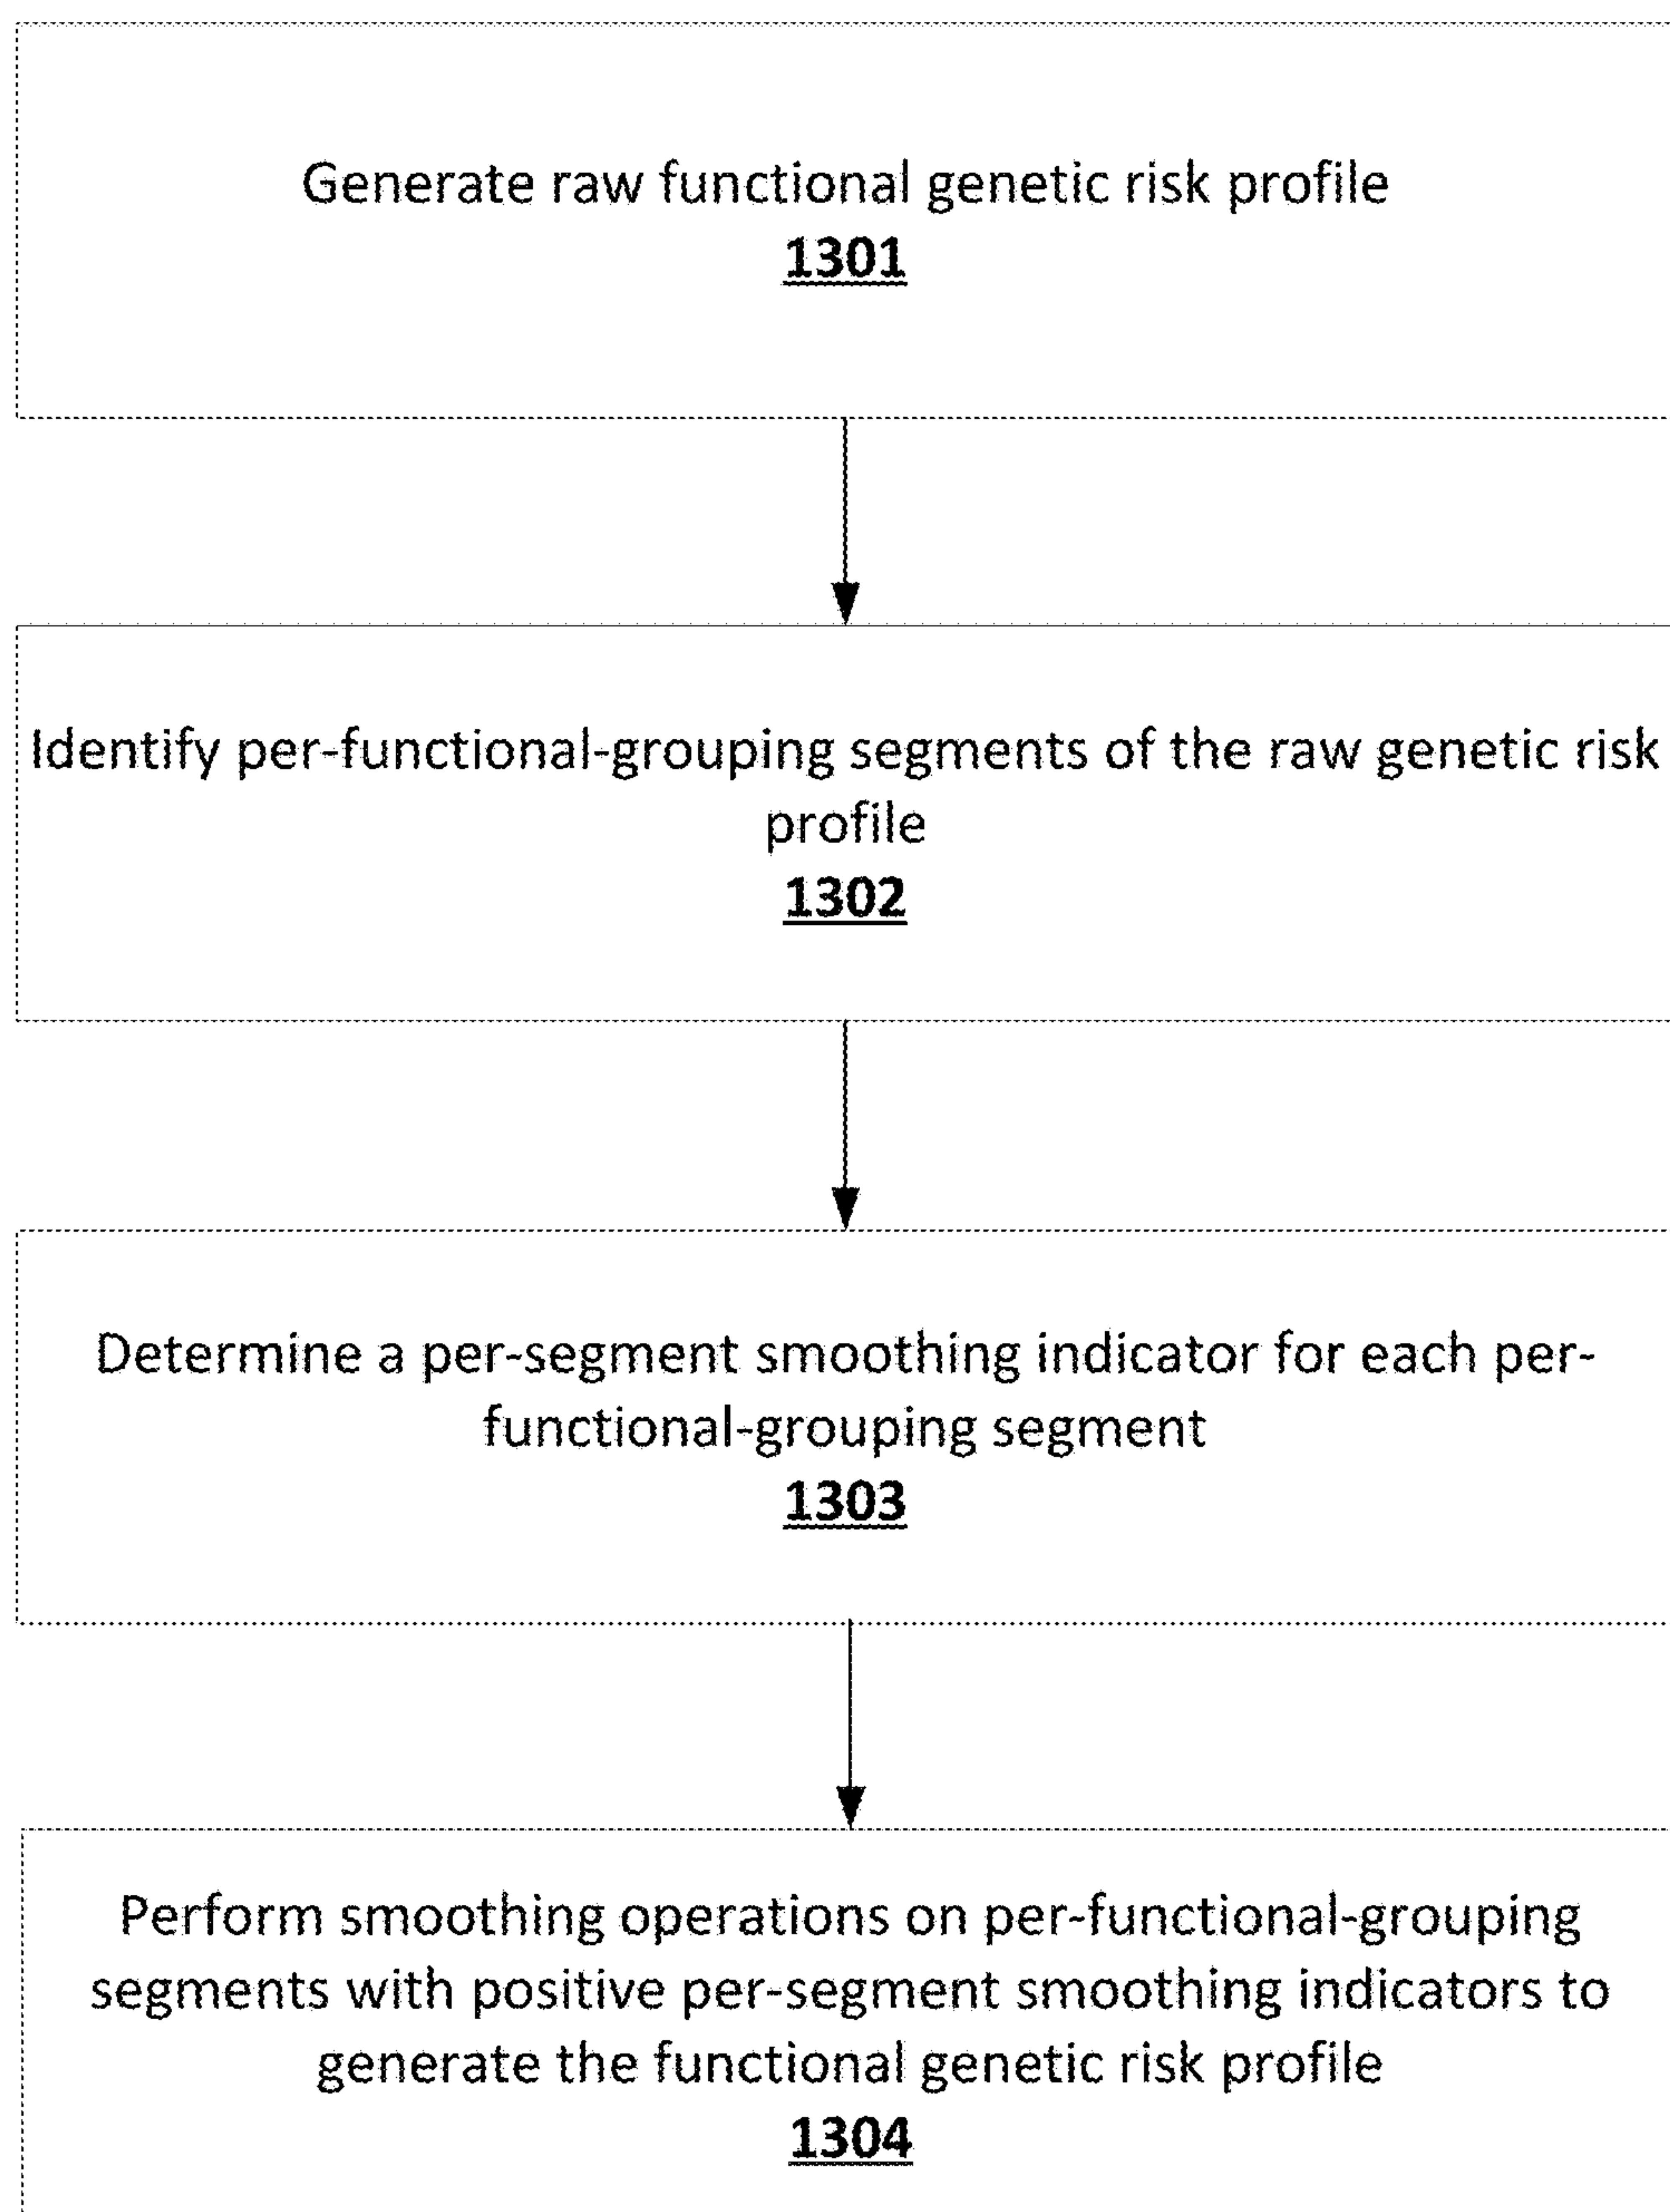 Generate raw functional genetic risk profile
1301
Identify per-functional-grouping segments of the raw genetic risk
profile
1302
Determine a per-segment smoothing indicator for each per-
functional-grouping segment
1303
Perform smoothing operations on per-functional-grouping
segments with positive per-segment smoothing indicators to
generate the functional genetic risk profile
1304